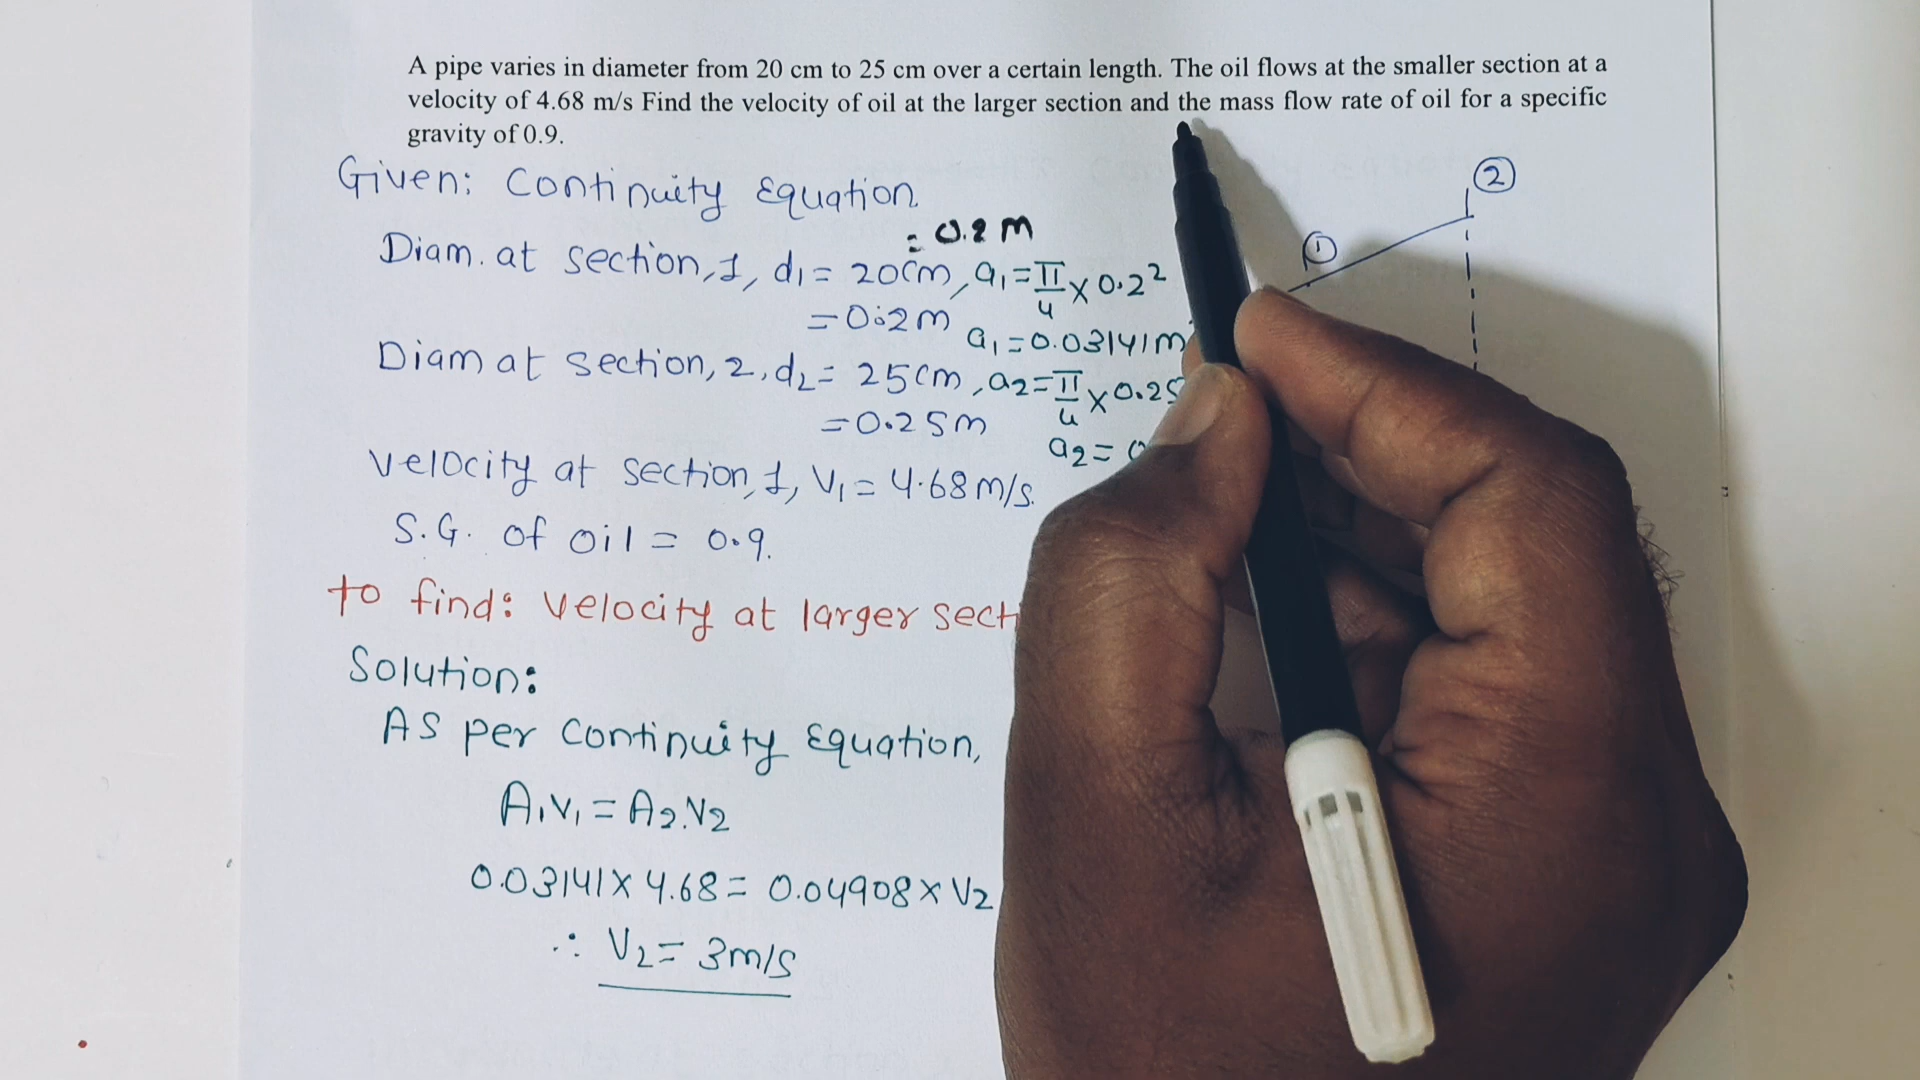 A pipe varies in diameter from 20 cm to 25 cm over a certain length. The oil flows at the smaller section at a
velocity of 4.68 m/s Find the velocity of oil at the larger section and the mass flow rate of oil for a specific
gravity of 0.9.
Given: Continuity Equation
= 0.2 m
Diam. at section, 1, d1 = 20cm, a1 = π/4 × 0.2²
= 0.2m
a1 = 0.03141m
Diam at section, 2, d2 = 25cm, a2 = π/4 × 0.25
= 0.25m
a2 =
Velocity at section, 1, V1 = 4.68 m/s.
S.G. of oil = 0.9.
to find: Velocity at larger
Solution:
As per continuity Equation,
A1V1 = A2.V2
0.03141 × 4.68 = 0.04908 × V2
∴ V2 = 3m/s
①
②